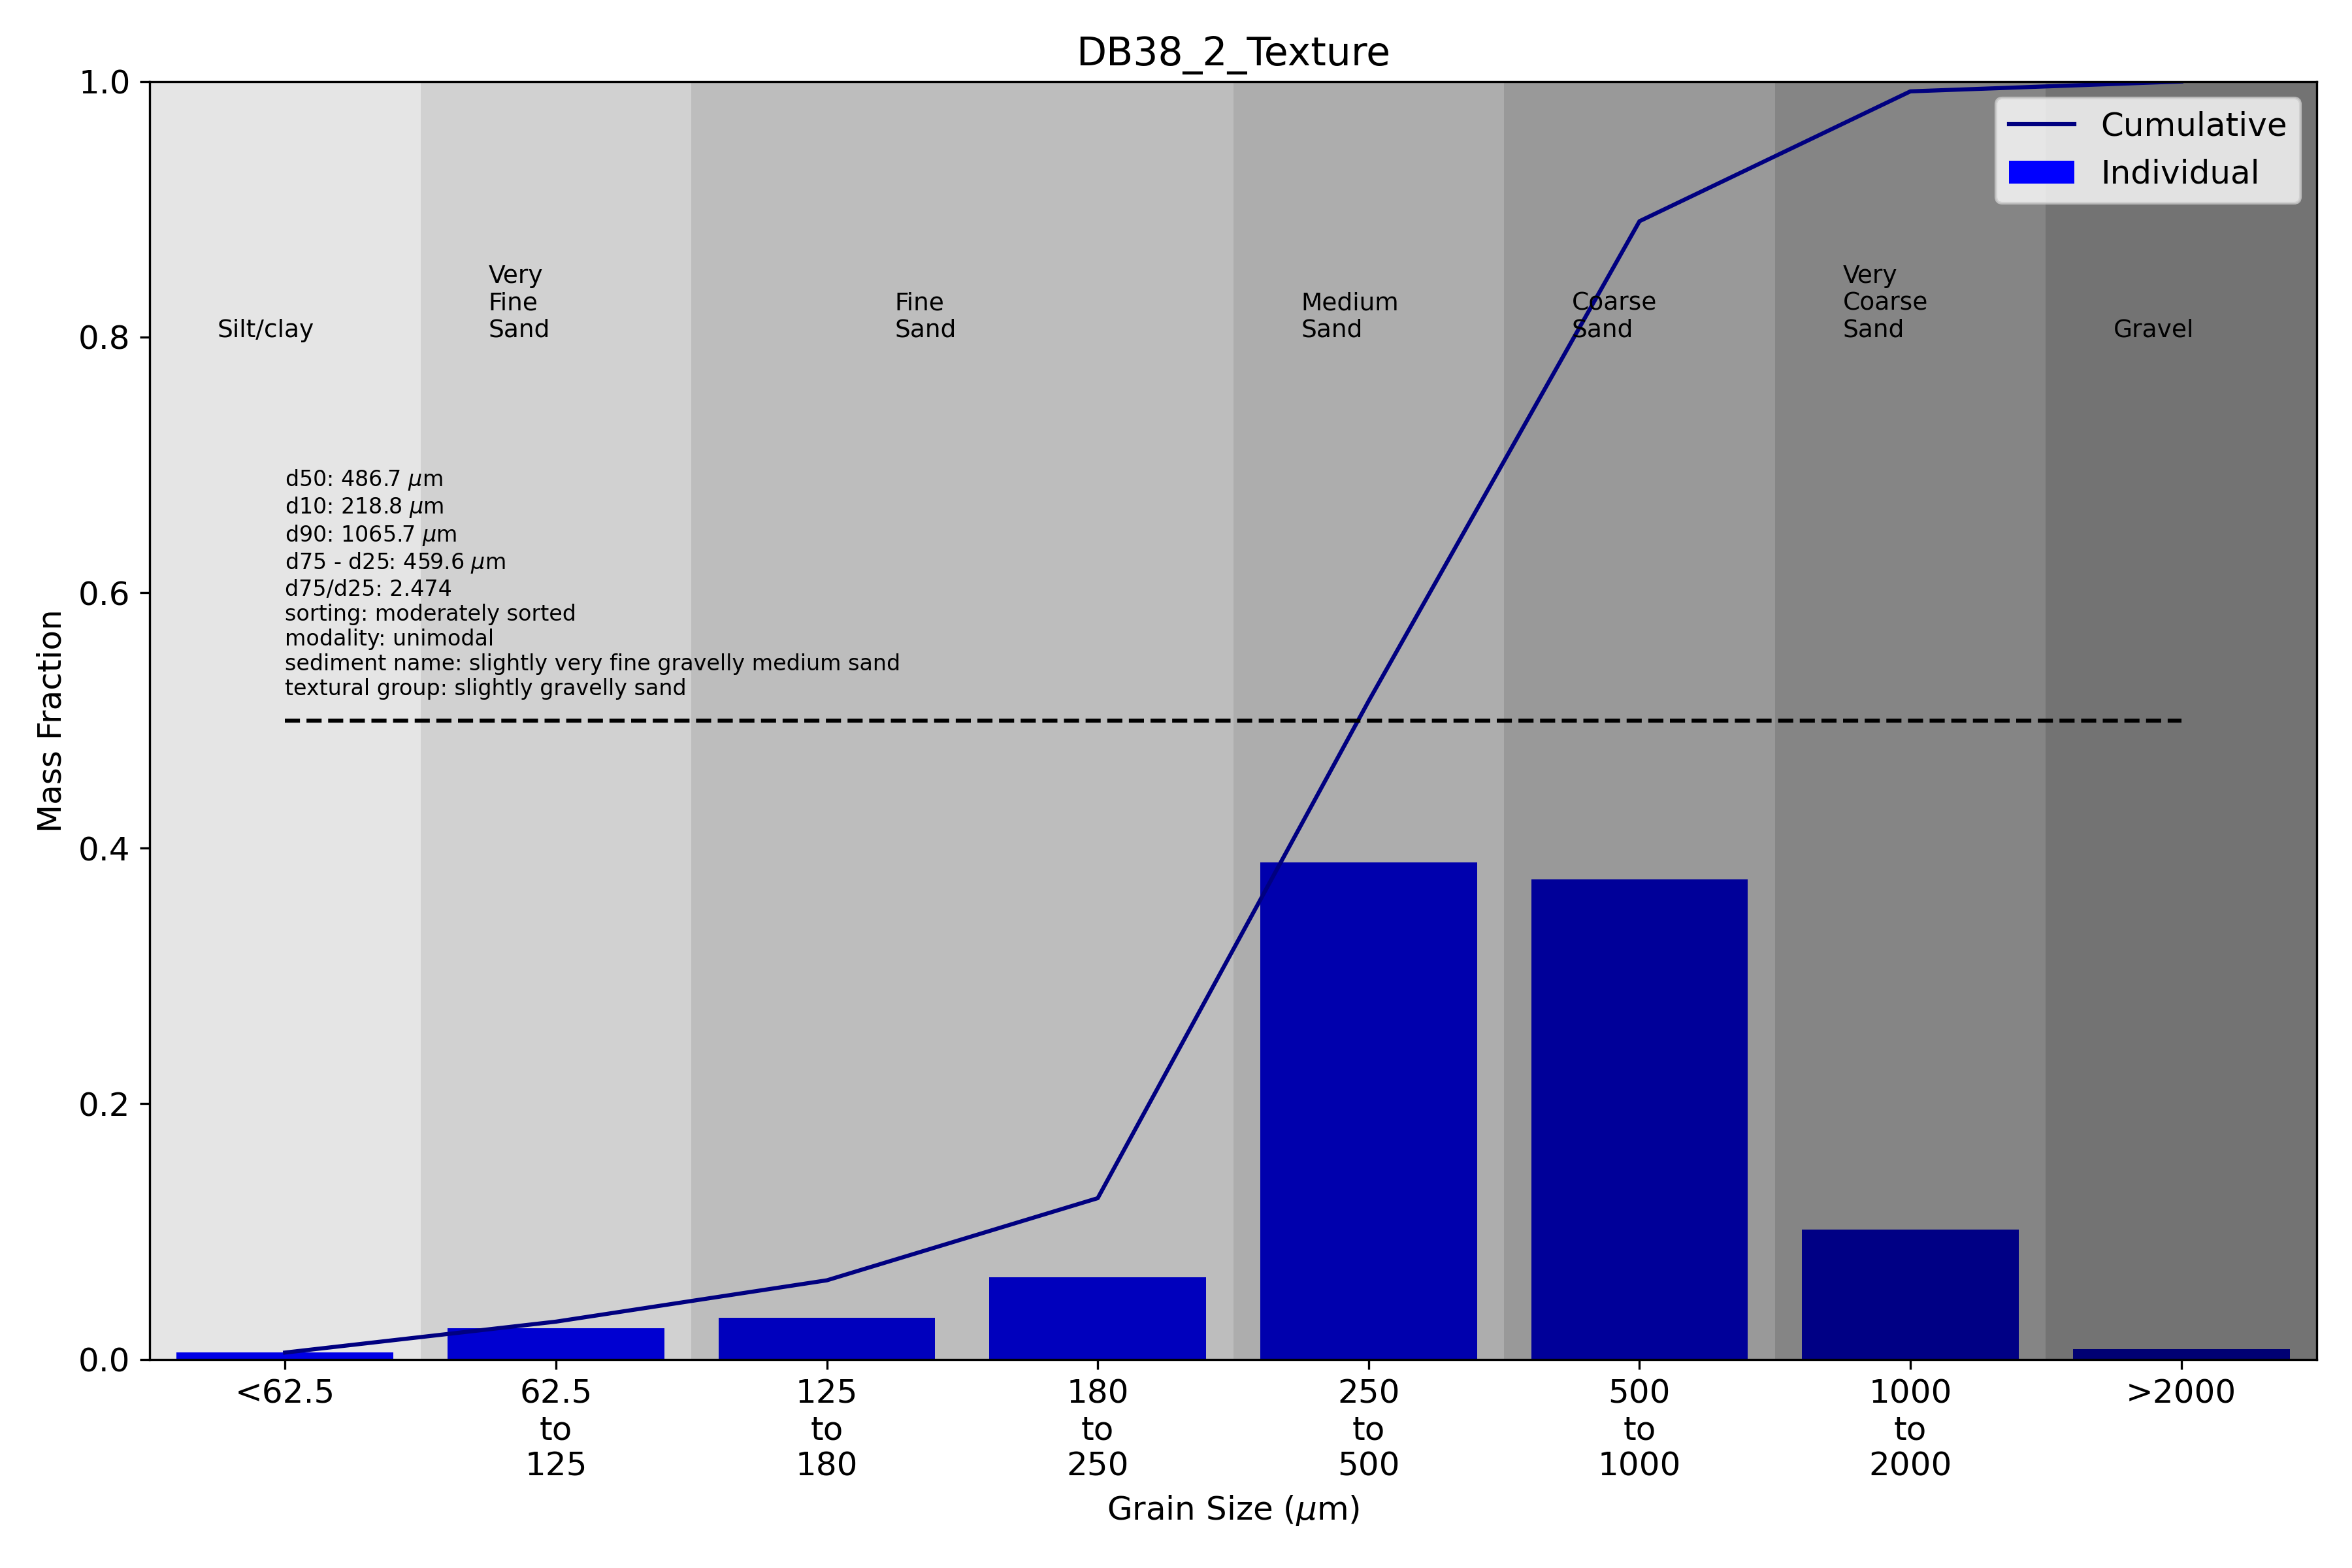 DB38_2_Texture
1.0
0.8
0.6
0.4
0.2
0.0
Mass Fraction
Cumulative
Individual
Silt/clay
Very
Fine
Sand
Fine
Sand
Medium
Sand
Coarse
Sand
Very
Coarse
Sand
Gravel
d50: 486.7 μm
d10: 218.8 μm
d90: 1065.7 μm
d75 - d25: 459.6 μm
d75/d25: 2.474
sorting: moderately sorted
modality: unimodal
sediment name: slightly very fine gravelly medium sand
textural group: slightly gravelly sand
<62.5
62.5
to
125
125
to
180
180
to
250
250
to
500
500
to
1000
1000
to
2000
>2000
Grain Size (μm)